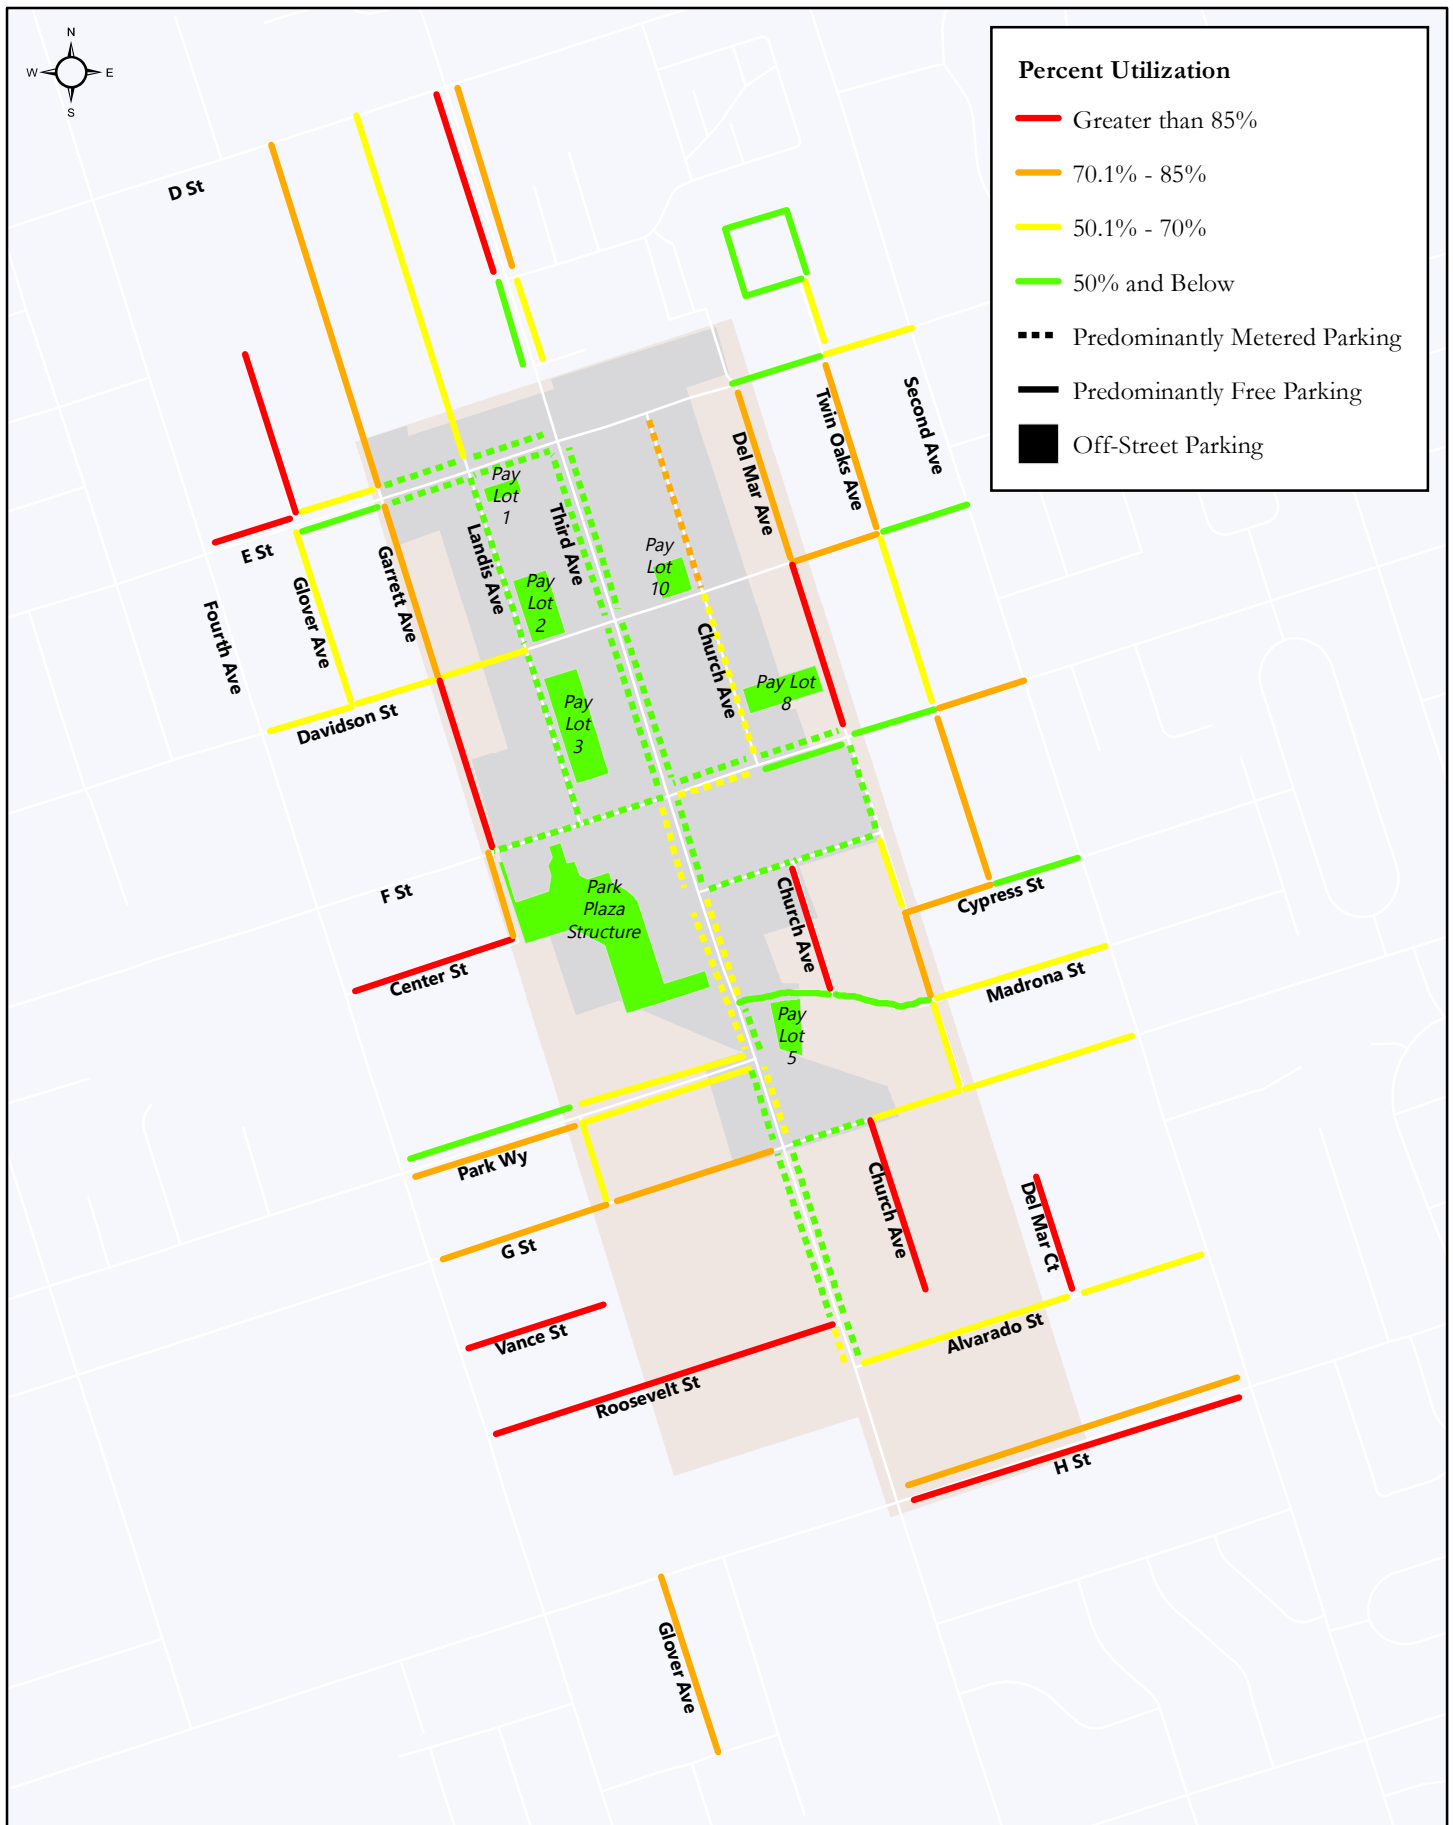 N
W E
S
Percent Utilization
Greater than 85%
70.1% - 85%
50.1% - 70%
50% and Below
Predominantly Metered Parking
Predominantly Free Parking
Off-Street Parking
D St
Second Ave
Twin Oaks Ave
Del Mar Ave
Pay
Lot
1
Third Ave
Landis Ave
E St
Garrett Ave
Glover Ave
Fourth Ave
Pay
Lot
10
Pay
Lot
2
Church Ave
Pay Lot
8
Pay
Lot
3
Davidson St
F St
Park
Plaza
Structure
Church Ave
Cypress St
Center St
Madrona St
Pay
Lot
5
Park Wy
Church Ave
Del Mar Ct
G St
Vance St
Alvarado St
Roosevelt St
H St
Glover Ave